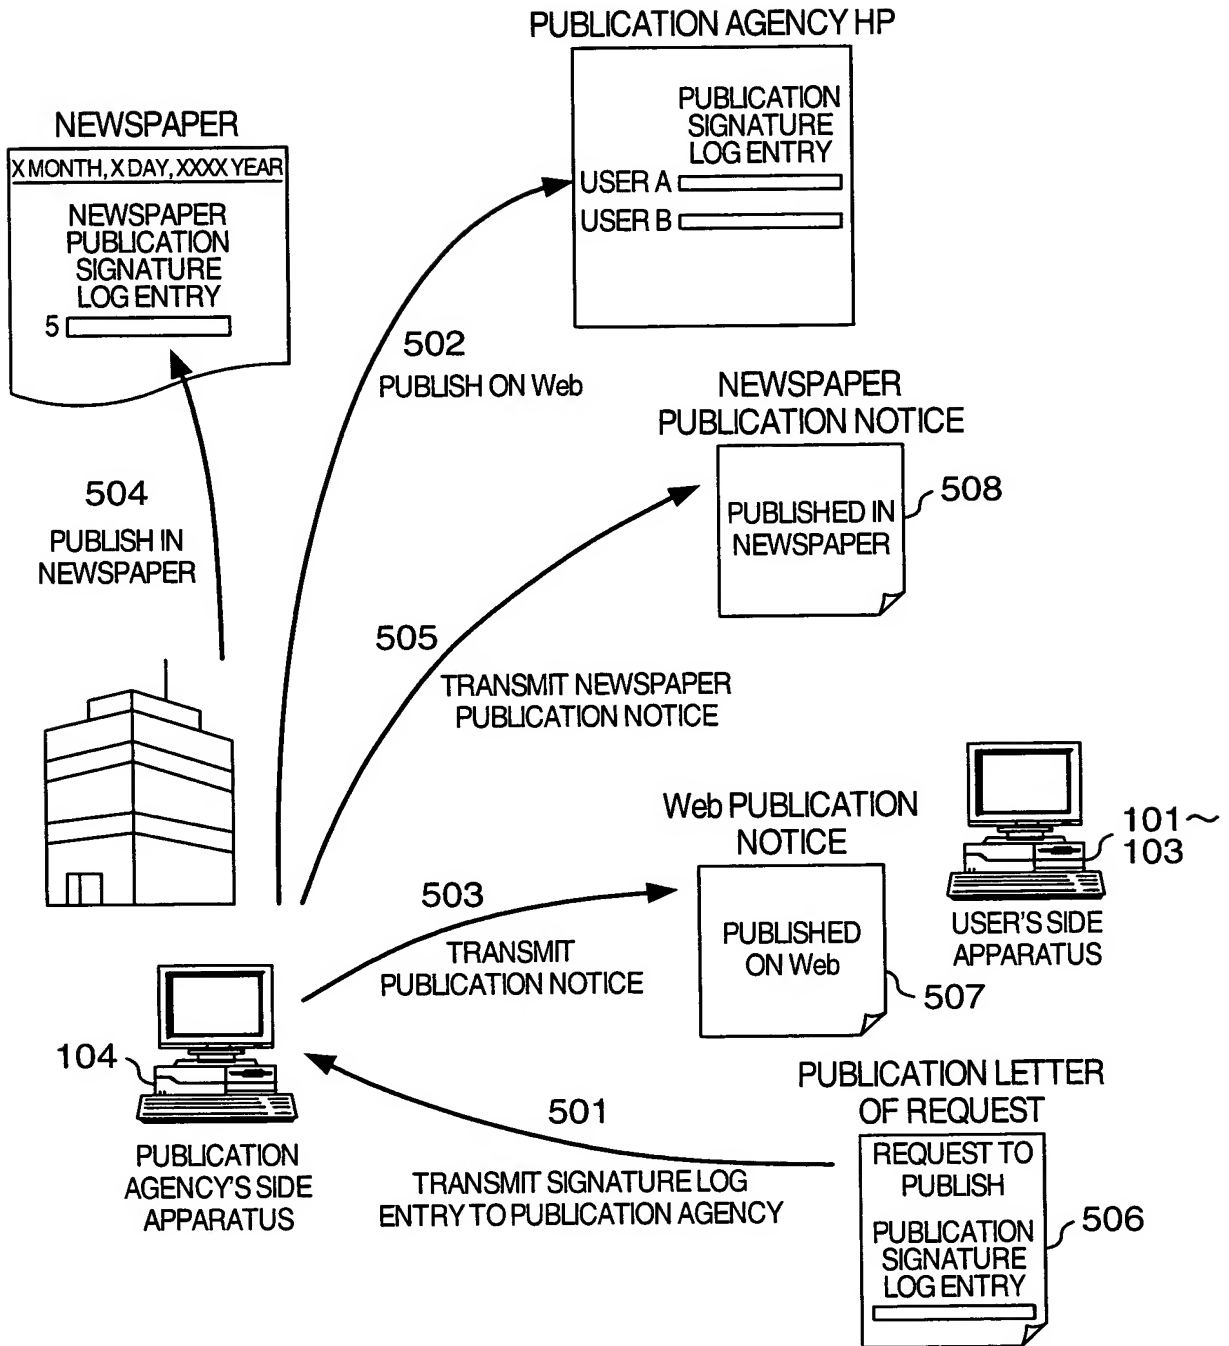 PUBLICATION AGENCY HP
PUBLICATION
SIGNATURE
LOG ENTRY
USER A
USER B
NEWSPAPER
X MONTH, X DAY, XXXX YEAR
NEWSPAPER
PUBLICATION
SIGNATURE
LOG ENTRY
5
502
PUBLISH ON Web
NEWSPAPER
PUBLICATION NOTICE
PUBLISHED IN
NEWSPAPER
508
504
PUBLISH IN
NEWSPAPER
505
TRANSMIT NEWSPAPER
PUBLICATION NOTICE
Web PUBLICATION
NOTICE
PUBLISHED
ON Web
507
101~
103
USER'S SIDE
APPARATUS
503
TRANSMIT
PUBLICATION NOTICE
104
PUBLICATION
AGENCY'S SIDE
APPARATUS
501
TRANSMIT SIGNATURE LOG
ENTRY TO PUBLICATION AGENCY
PUBLICATION LETTER
OF REQUEST
REQUEST TO
PUBLISH
PUBLICATION
SIGNATURE
LOG ENTRY
506